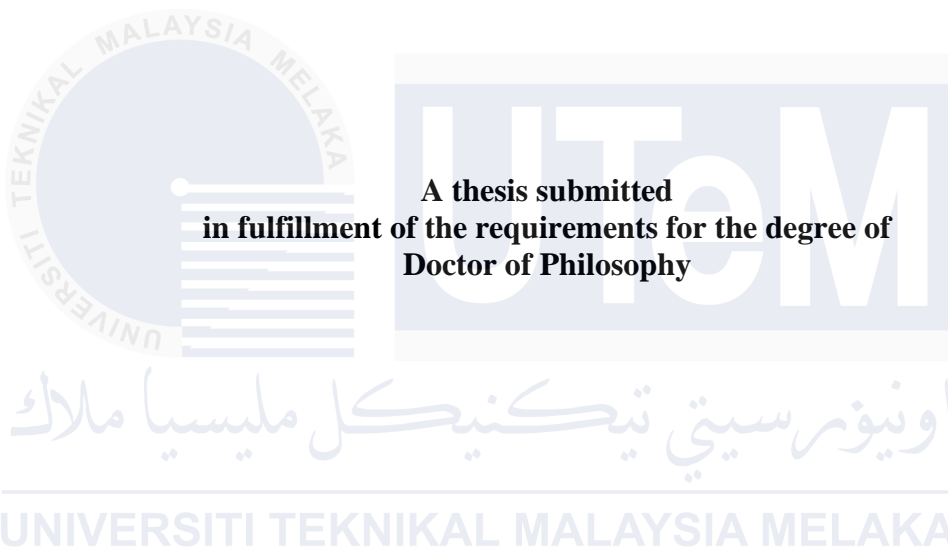 UNIVERSITI TEKNIKAL MALAYSIA MELAKA
UTeM
A thesis submitted
in fulfillment of the requirements for the degree of
Doctor of Philosophy
اونيۏرسيتي تيكنيكل مليسيا ملاك
UNIVERSITI TEKNIKAL MALAYSIA MELAKA